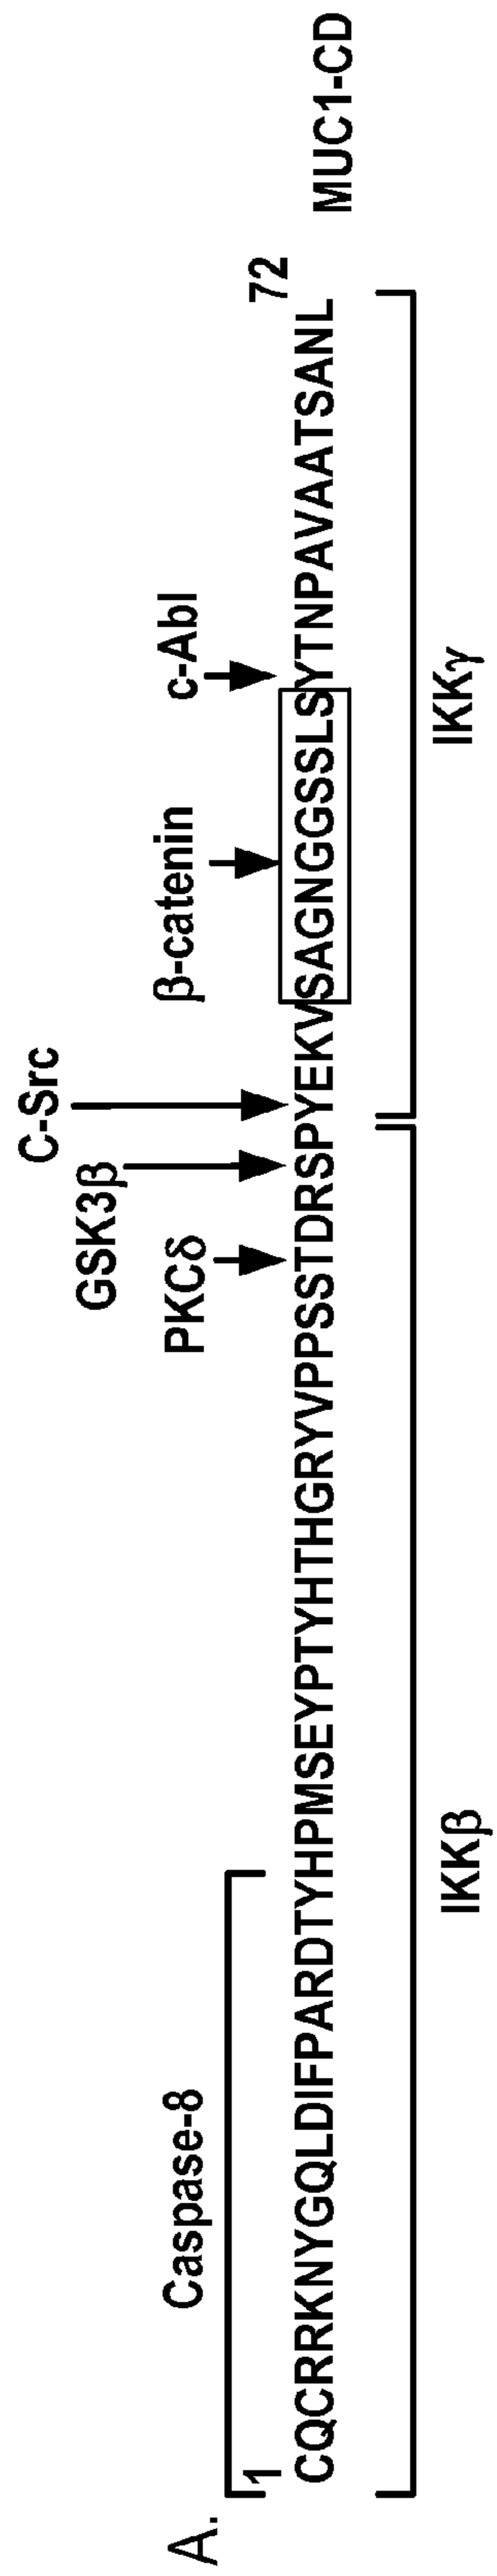 A.
C-Src
GSK3β
Caspase-8
PKCδ
β-catenin
c-Abl
1
72
CQCRRKNYGQLDIFPARDTYHPMSEYPTYHTHGRYVPPSSTDRSPYEKVSAGNGGSSLSYTNPAVAATSANL
MUC1-CD
IKKβ
IKKγ